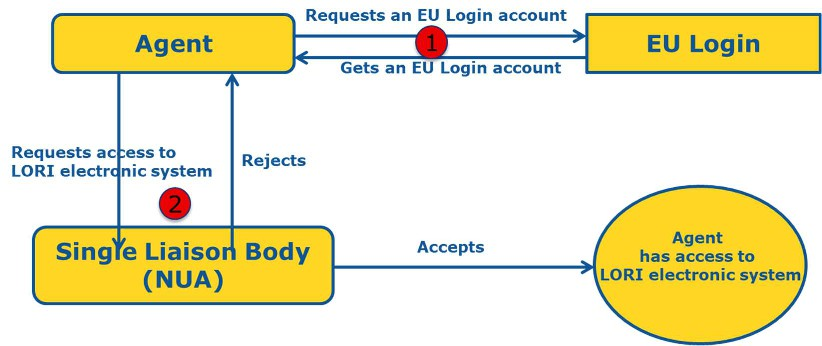 Requests an EU Login account
Agent
1
EU Login
Gets an EU Login account
Requests access to
LORI electronic system
Rejects
2
Single Liaison Body
(NUA)
Accepts
Agent
has access to
LORI electronic system